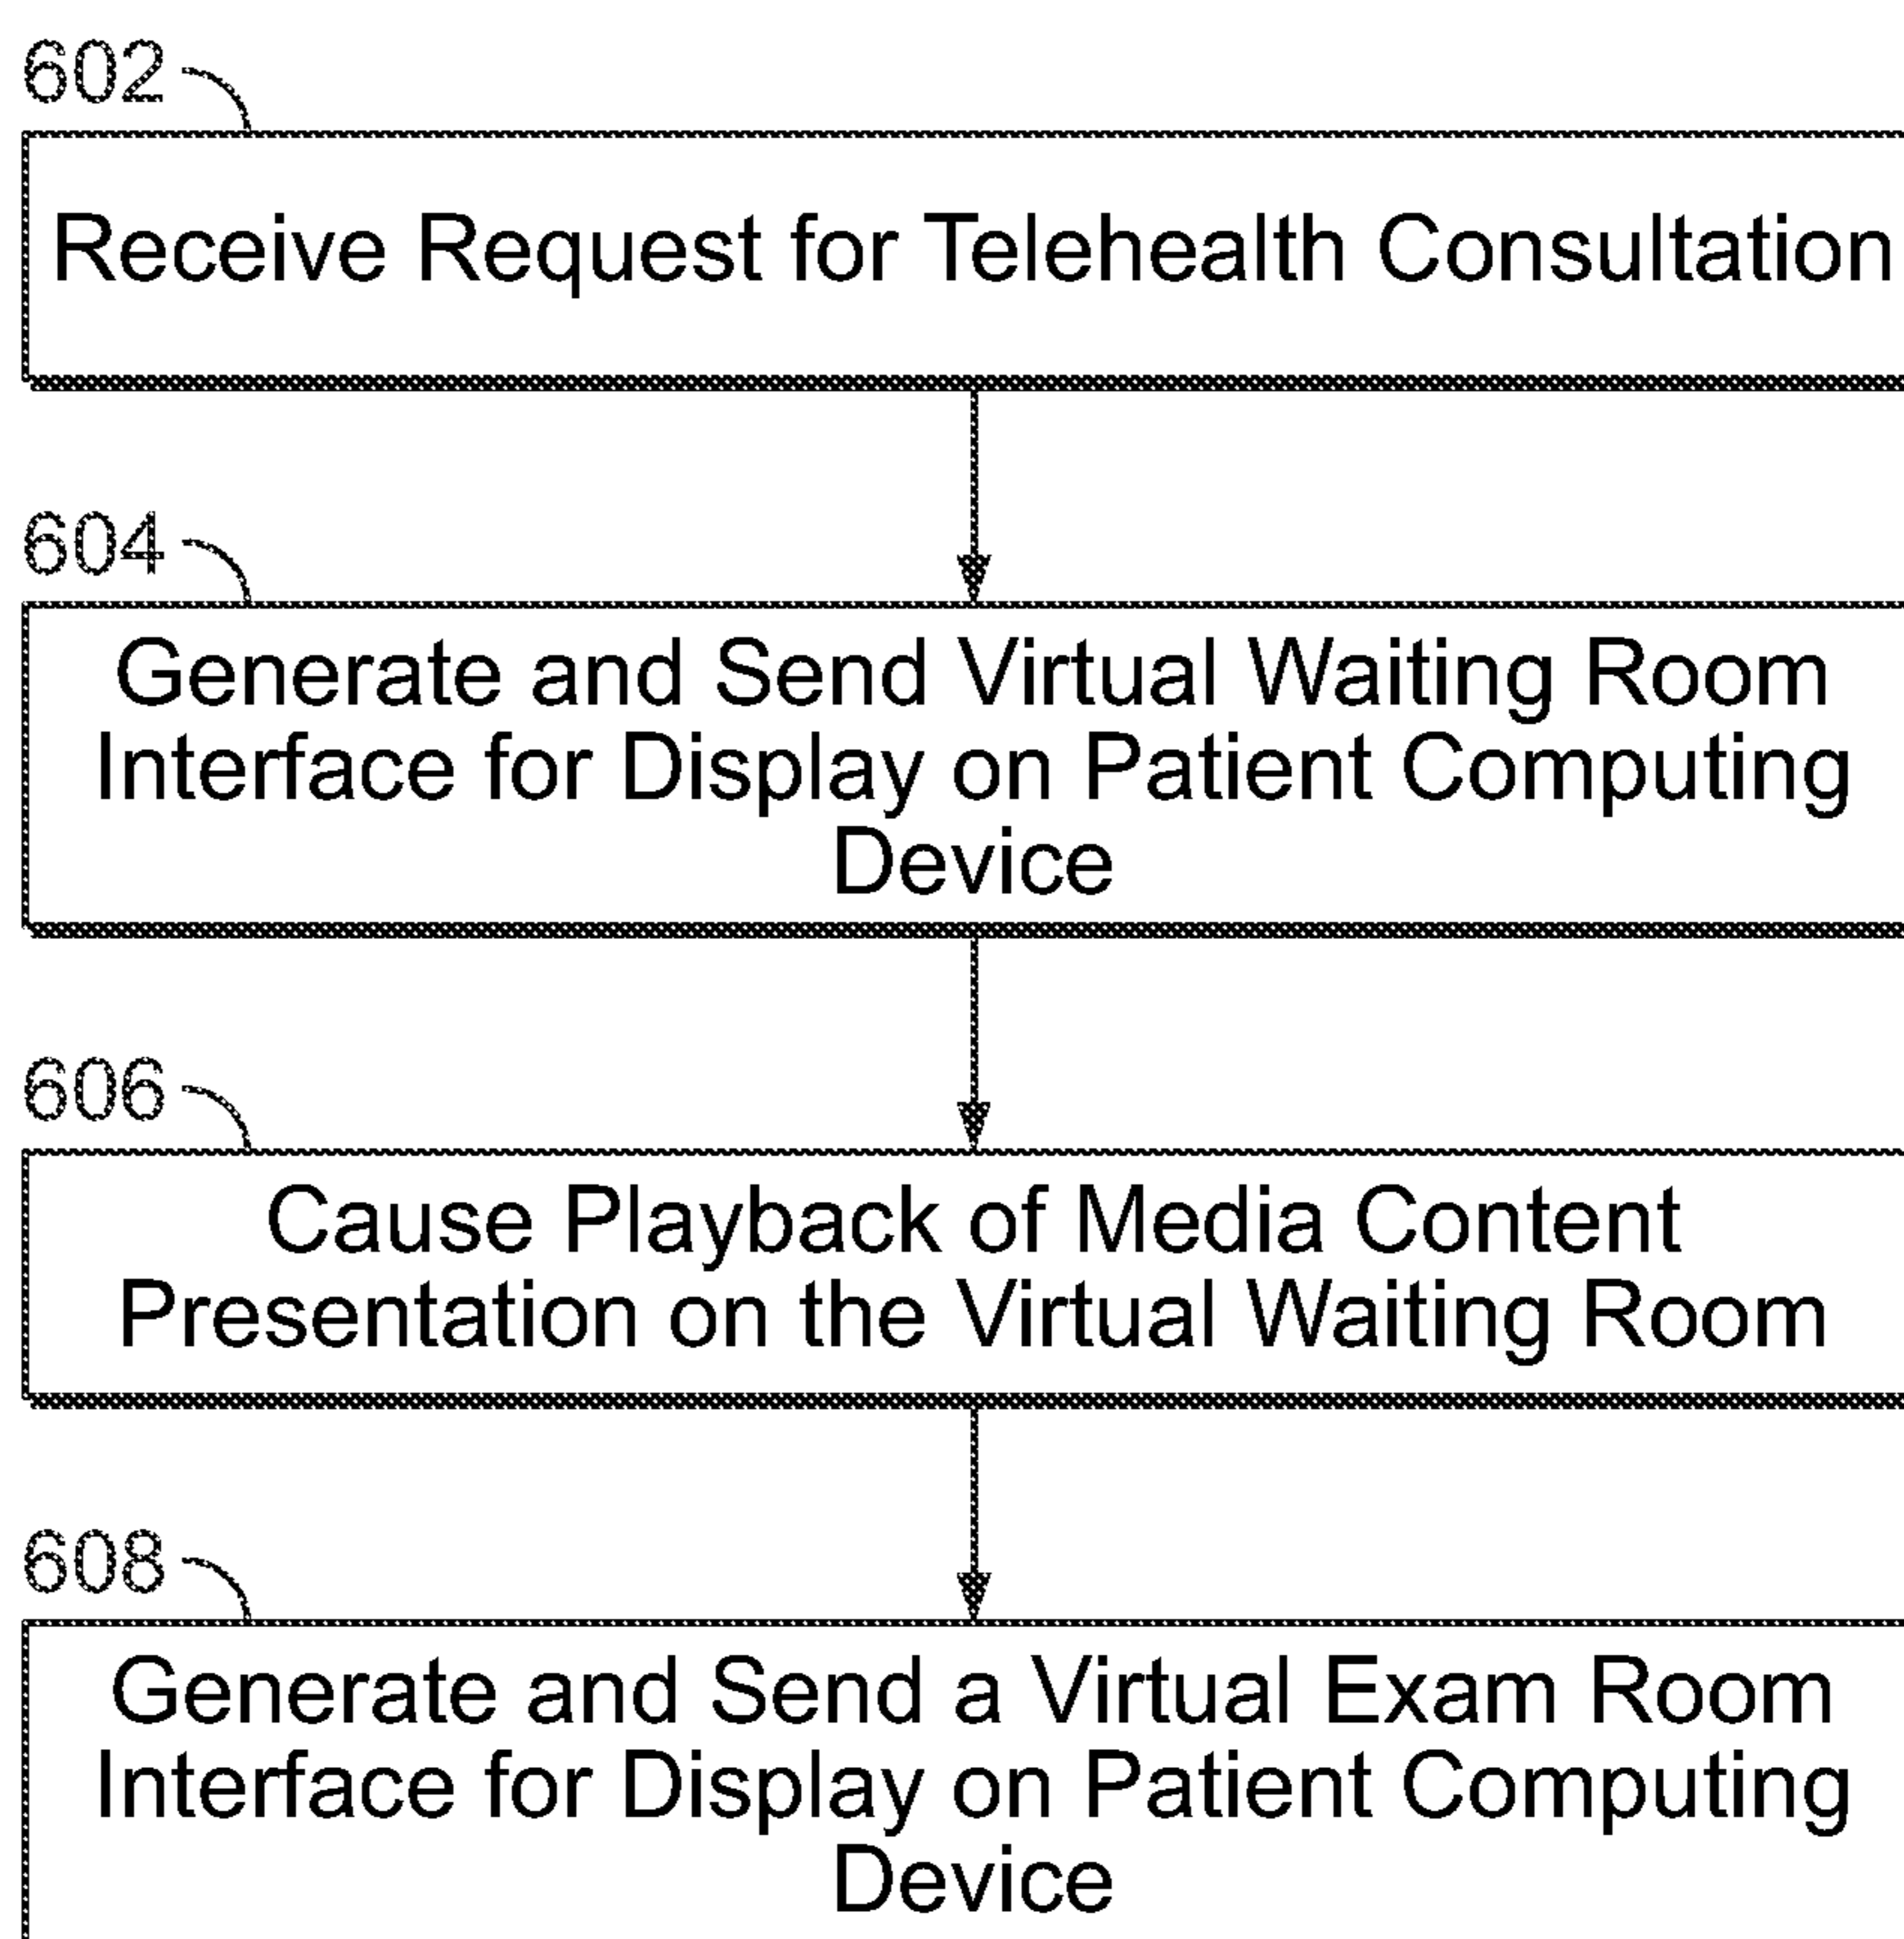 602
Receive Request for Telehealth Consultation
604
Generate and Send Virtual Waiting Room
Interface for Display on Patient Computing
Device
606
Cause Playback of Media Content
Presentation on the Virtual Waiting Room
608
Generate and Send a Virtual Exam Room
Interface for Display on Patient Computing
Device